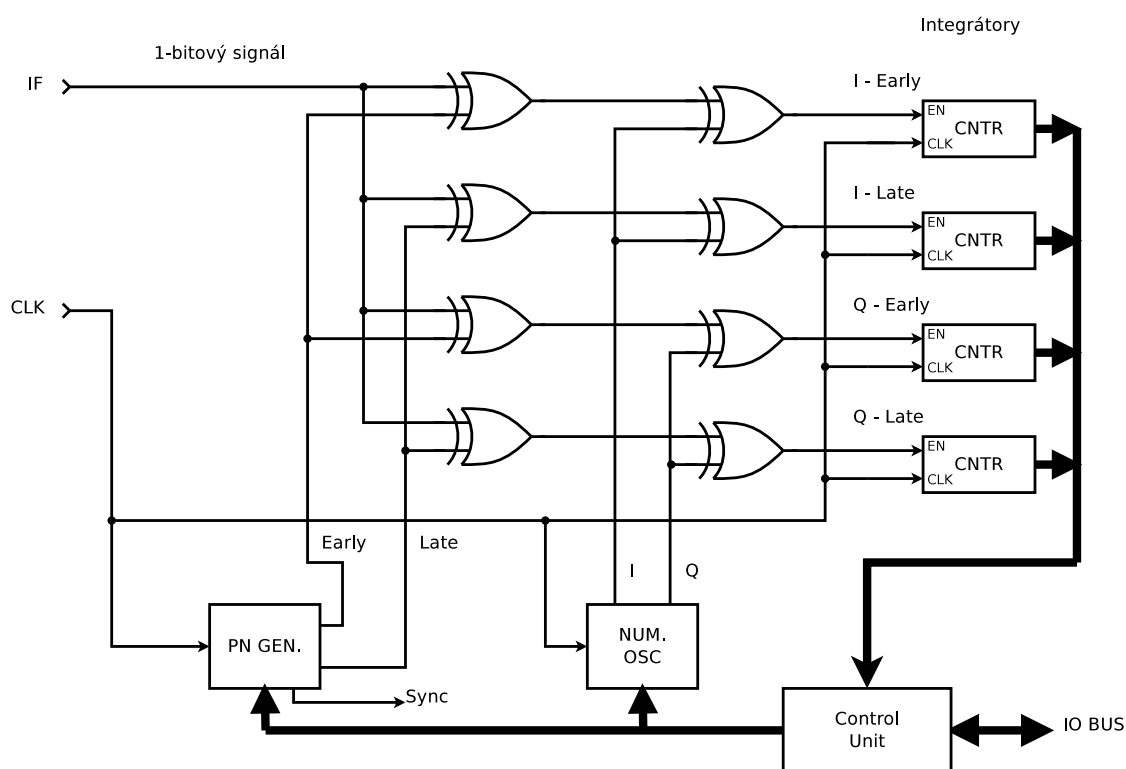 Integrátory
1-bitový signál
IF
I - Early
EN
CNTR
CLK
I - Late
EN
CNTR
CLK
CLK
Q - Early
EN
CNTR
CLK
Q - Late
EN
CNTR
CLK
Early
Late
I
Q
PN GEN.
NUM.
OSC
Sync
Control
Unit
IO BUS